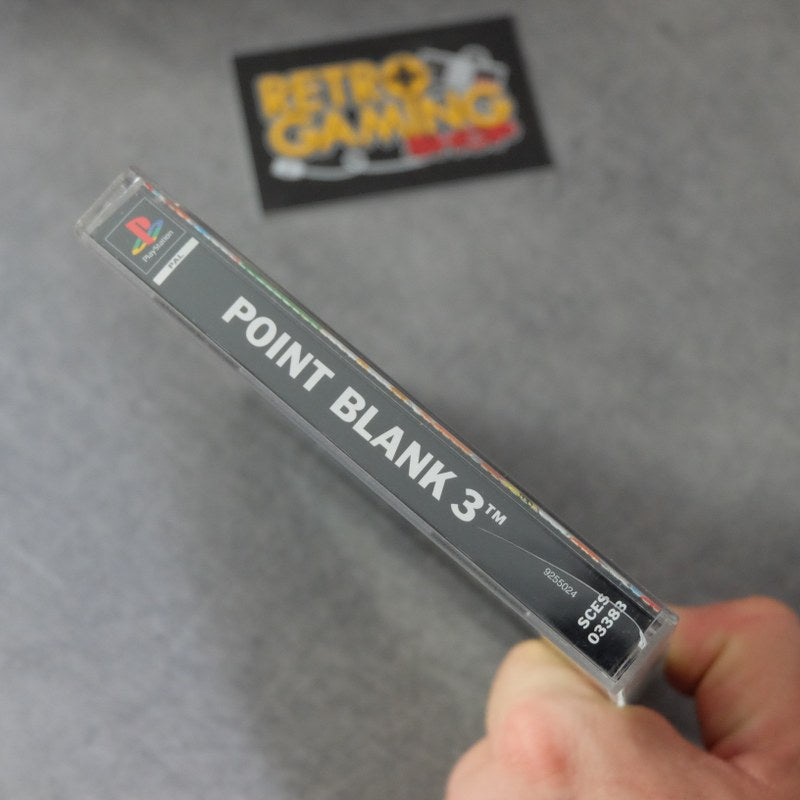 RETRO
GAMING
SHOP
PlayStation
PAL
POINT BLANK 3™
9255024
SCES
03383